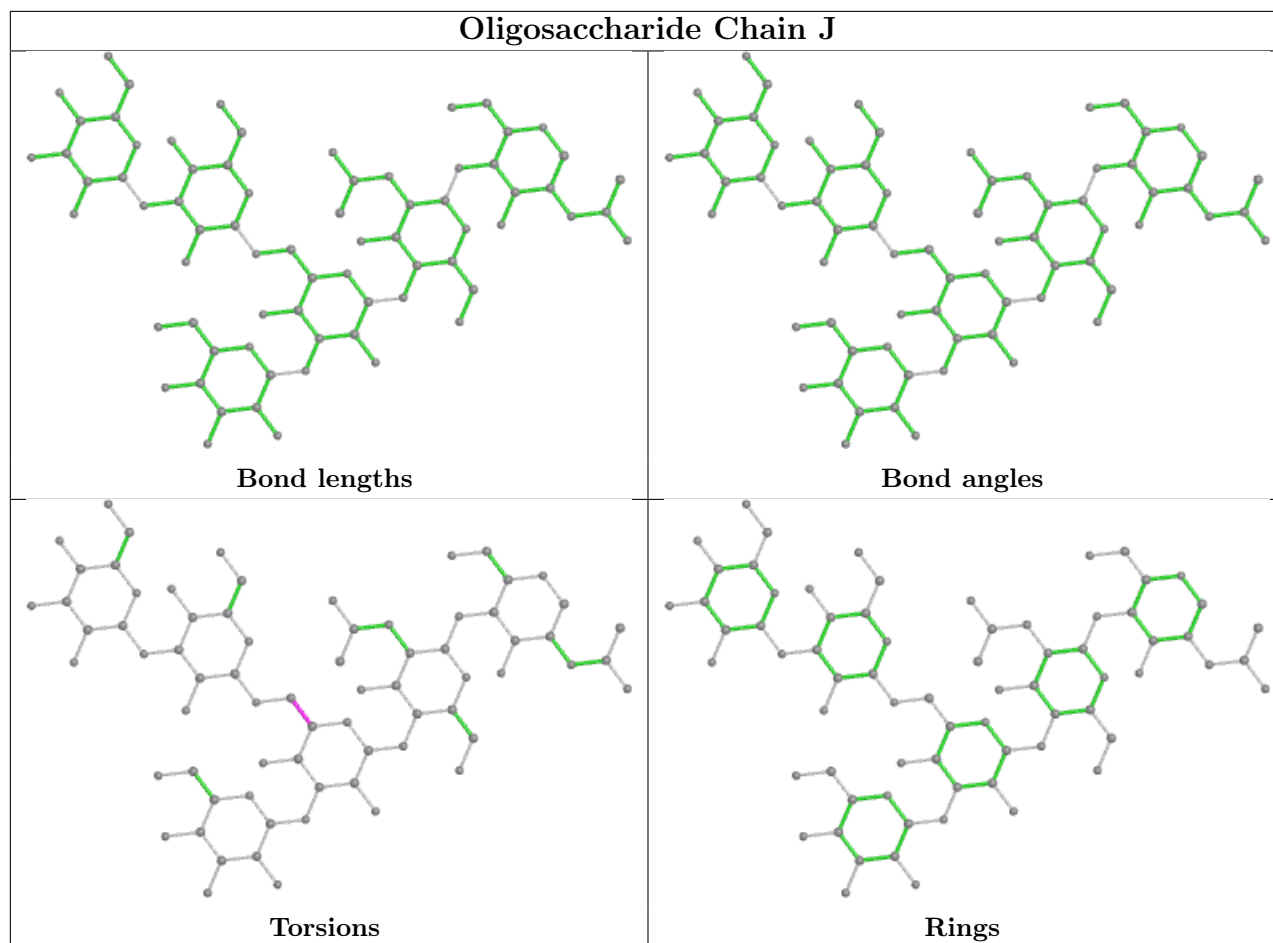 Oligosaccharide Chain J
Bond lengths
Bond angles
Torsions
Rings